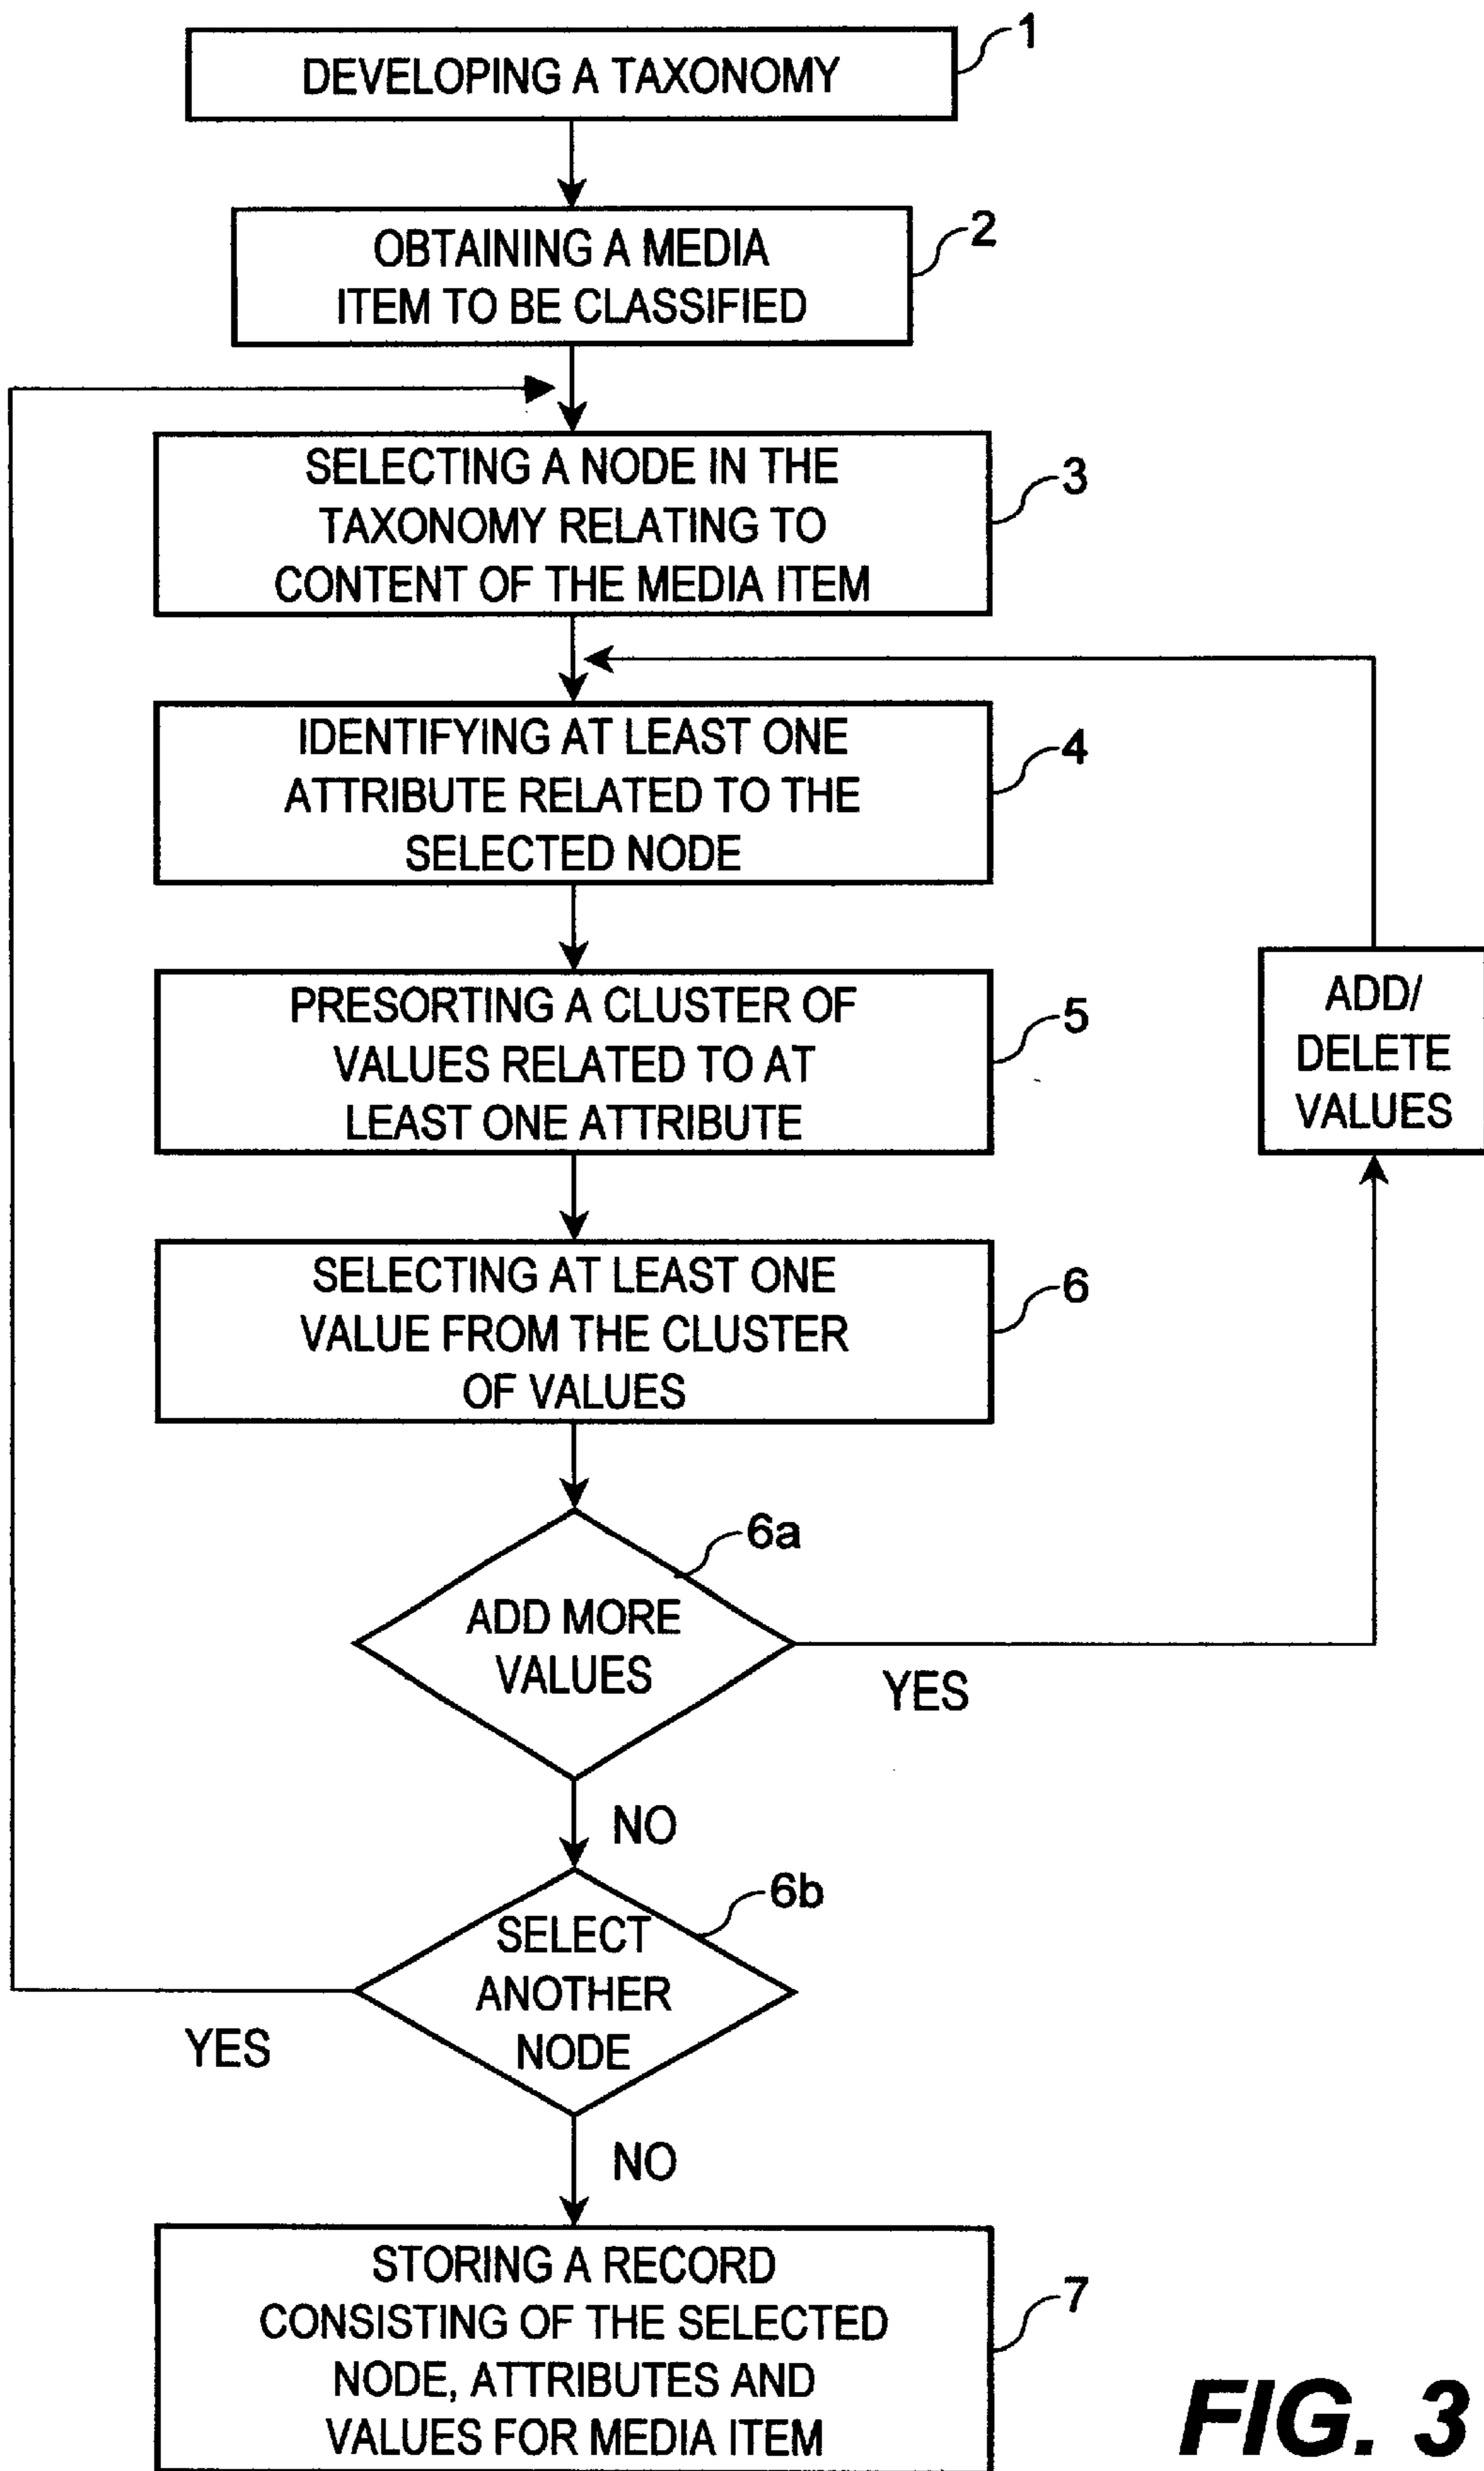 DEVELOPING A TAXONOMY
1
OBTAINING A MEDIA
ITEM TO BE CLASSIFIED
2
SELECTING A NODE IN THE
TAXONOMY RELATING TO
CONTENT OF THE MEDIA ITEM
3
IDENTIFYING AT LEAST ONE
ATTRIBUTE RELATED TO THE
SELECTED NODE
4
PRESORTING A CLUSTER OF
VALUES RELATED TO AT
LEAST ONE ATTRIBUTE
5
ADD/
DELETE
VALUES
SELECTING AT LEAST ONE
VALUE FROM THE CLUSTER
OF VALUES
6
6a
ADD MORE
VALUES
YES
NO
6b
SELECT
ANOTHER
NODE
YES
NO
STORING A RECORD
CONSISTING OF THE SELECTED
NODE, ATTRIBUTES AND
VALUES FOR MEDIA ITEM
7
FIG. 3